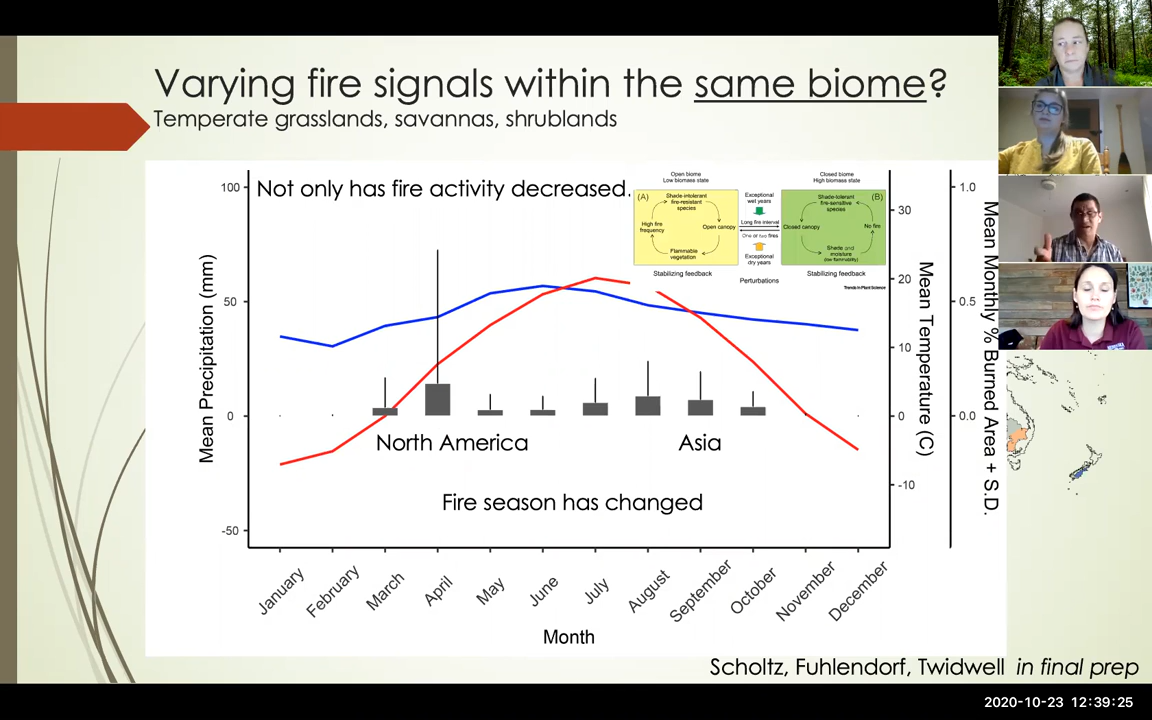 Varying fire signals within the same biome?
Temperate grasslands, savannas, shrublands
Not only has fire activity decreased.
Open biome
Low biomass state
Closed biome
High biomass state
(A)
Shade-intolerant
fire-resistant
species
High fire
frequency
Open canopy
Flammable
vegetation
Stabilizing feedback
Exceptional
wet years
Long fire interval
One or two fires
Exceptional
dry years
Perturbations
(B)
Shade-tolerant
fire-sensitive
species
Closed canopy
No fire
Shade and
moisture
Stabilizing feedback
Trends in Plant Science
Mean Precipitation (mm)
100
50
0
-50
30
20
10
0
-10
Mean Temperature (C)
1.0
0.5
0.0
Mean Monthly % Burned Area + S.D.
North America
Asia
Fire season has changed
January
February
March
April
May
June
July
August
September
October
November
December
Month
Scholtz, Fuhlendorf, Twidwell in final prep
2020-10-23 12:39:25